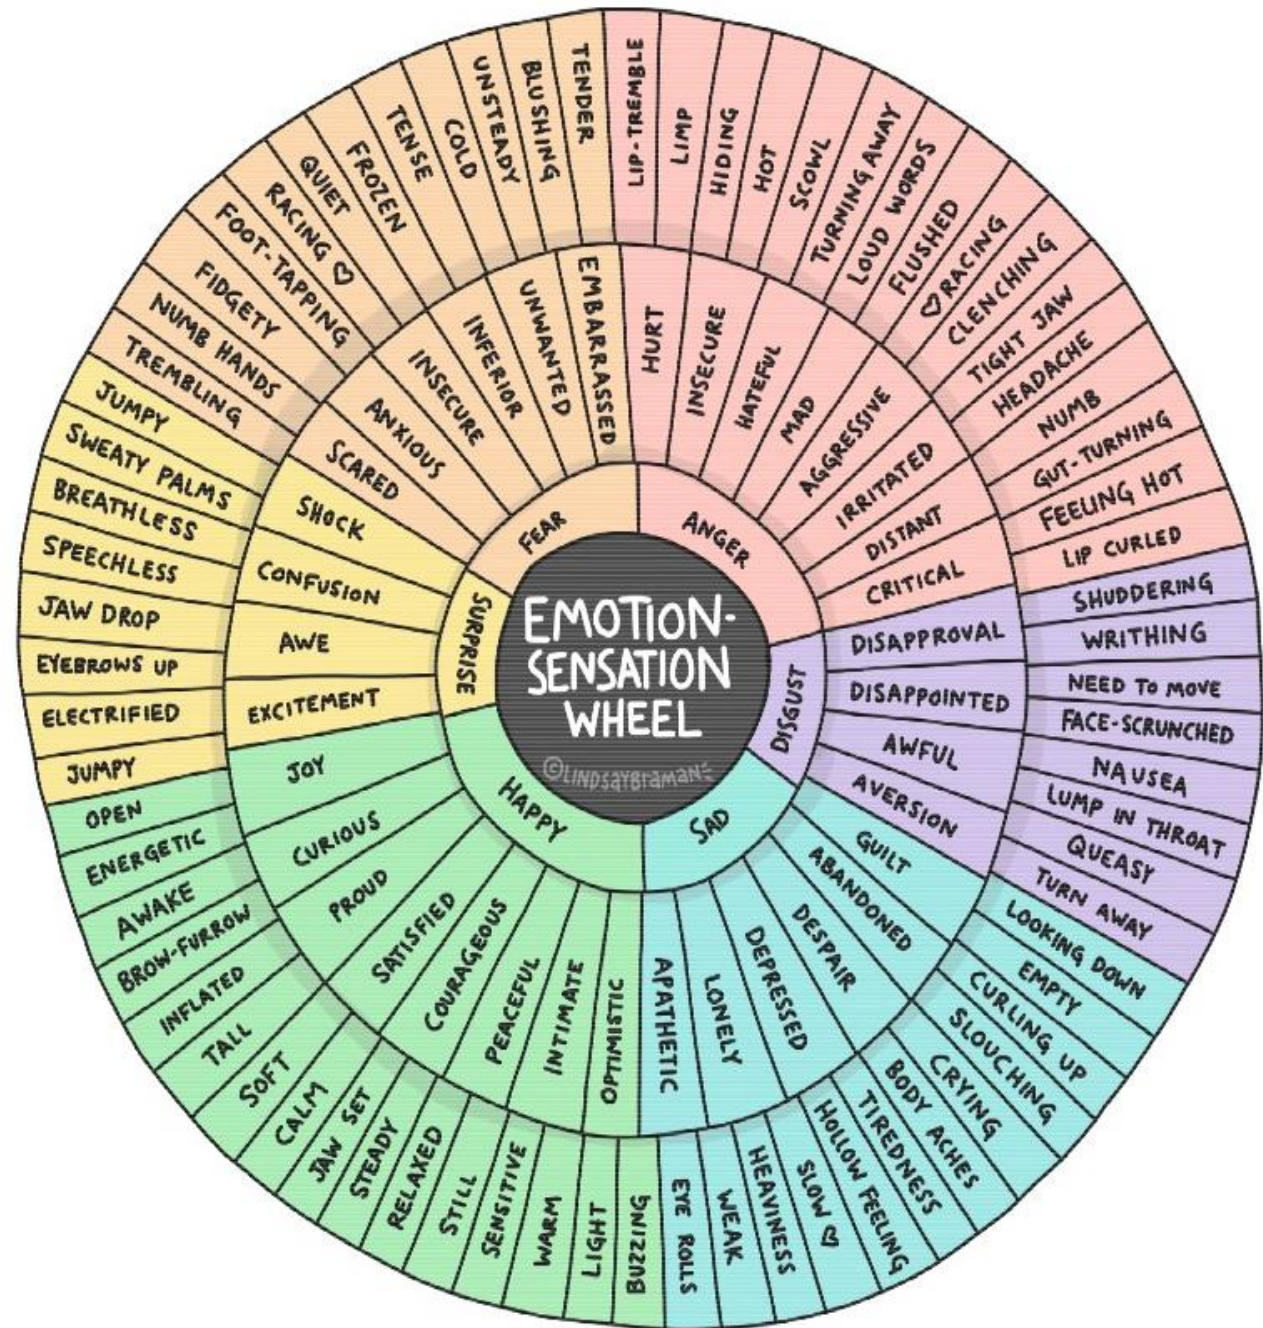 EMOTION-
SENSATION
WHEEL
©LINDSAYBRAMAN
FEAR
ANGER
DISGUST
SAD
HAPPY
SURPRISE
SCARED
ANXIOUS
INSECURE
INFERIOR
UNWANTED
EMBARRASSED
HURT
INSECURE
HATEFUL
MAD
AGGRESSIVE
IRRITATED
DISTANT
CRITICAL
DISAPPROVAL
DISAPPOINTED
AWFUL
AVERSION
GUILT
ABANDONED
DESPAIR
DEPRESSED
LONELY
APATHETIC
OPTIMISTIC
INTIMATE
PEACEFUL
COURAGEOUS
SATISFIED
PROUD
CURIOUS
JOY
EXCITEMENT
AWE
CONFUSION
SHOCK
TREMBLING
NUMB HANDS
FIDGETY
FOOT-TAPPING
RACING ♡
QUIET
FROZEN
TENSE
COLD
UNSTEADY
BLUSHING
TENDER
LIP-TREMBLE
LIMP
HIDING
HOT
SCOWL
TURNING AWAY
LOUD WORDS
FLUSHED
♡ RACING
CLENCHING
TIGHT JAW
HEADACHE
NUMB
GUT-TURNING
FEELING HOT
LIP CURLED
SHUDDERING
WRITHING
NEED TO MOVE
FACE-SCRUNCHED
NAUSEA
LUMP IN THROAT
QUEASY
TURN AWAY
LOOKING DOWN
EMPTY
CURLING UP
SLOUCHING
CRYING
BODY ACHES
TIREDNESS
HOLLOW FEELING
SLOW ♡
HEAVINESS
WEAK
EYE ROLLS
BUZZING
LIGHT
WARM
SENSITIVE
STILL
RELAXED
STEADY
JAW SET
CALM
SOFT
TALL
INFLATED
BROW-FURROW
AWAKE
ENERGETIC
OPEN
JUMPY
ELECTRIFIED
EYEBROWS UP
JAW DROP
SPEECHLESS
BREATHLESS
SWEATY PALMS
JUMPY